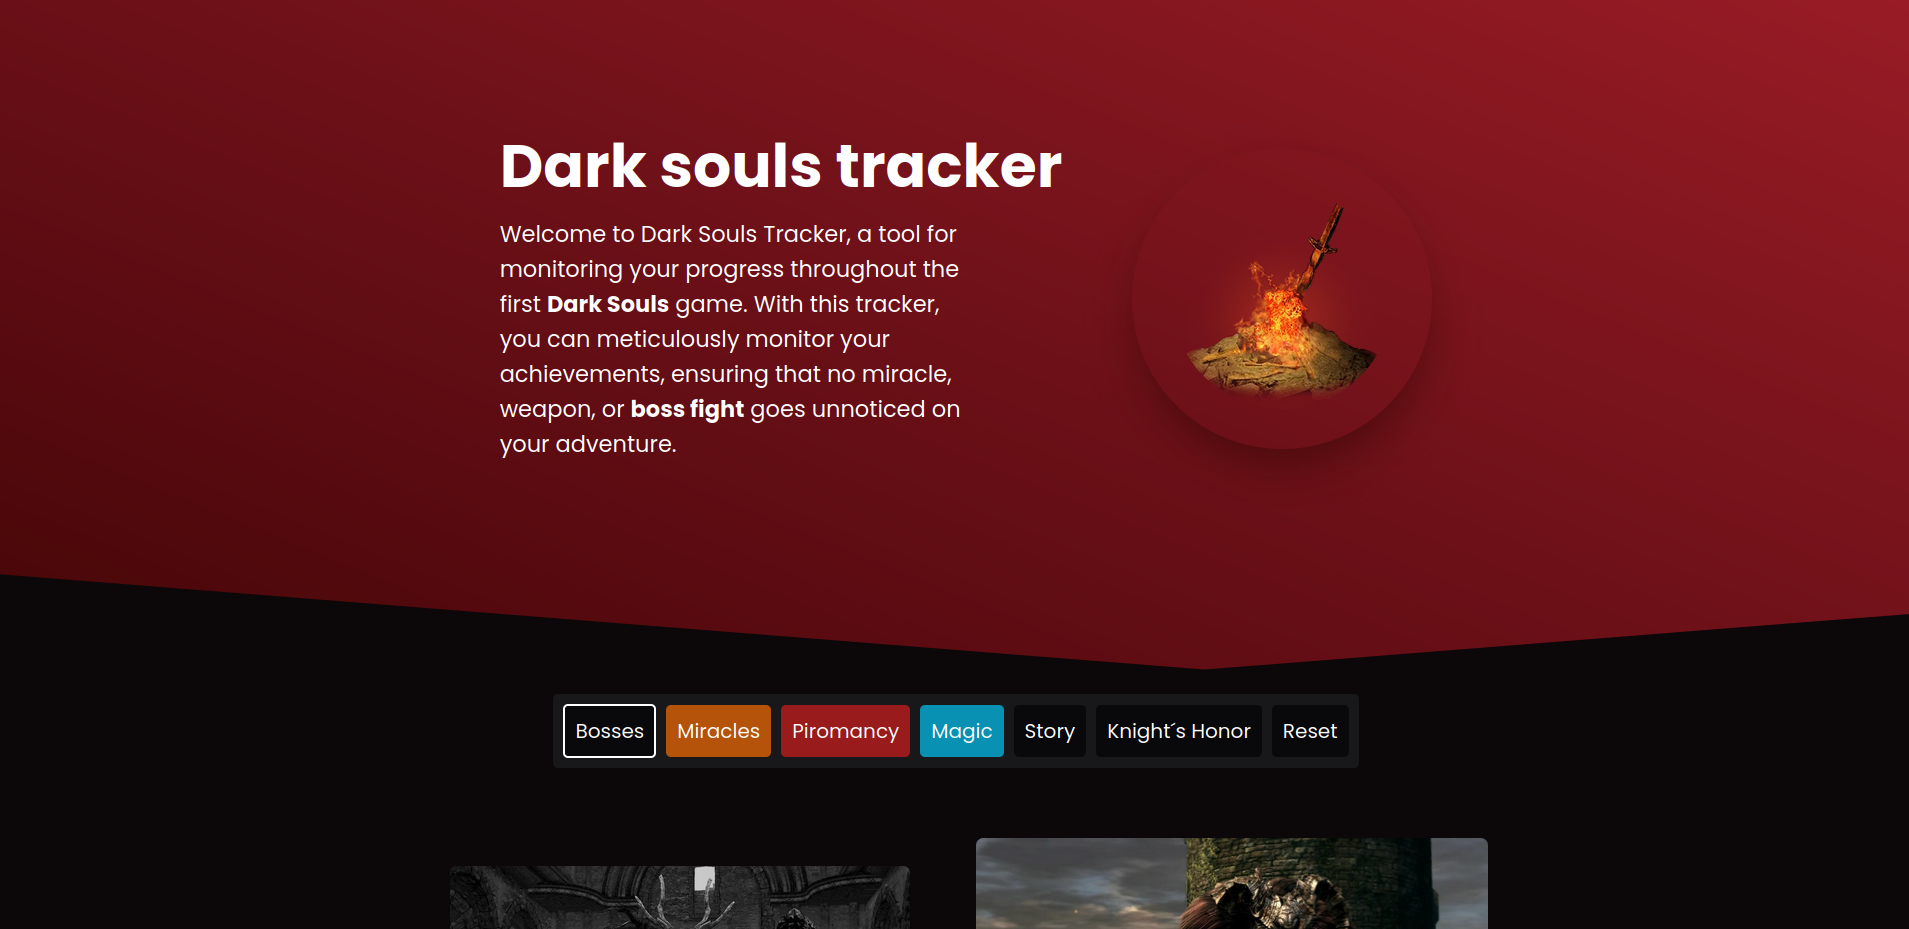 Dark souls tracker
Welcome to Dark Souls Tracker, a tool for
monitoring your progress throughout the
first Dark Souls game. With this tracker,
you can meticulously monitor your
achievements, ensuring that no miracle,
weapon, or boss fight goes unnoticed on
your adventure.
Bosses Miracles Piromancy Magic Story Knight´s Honor Reset